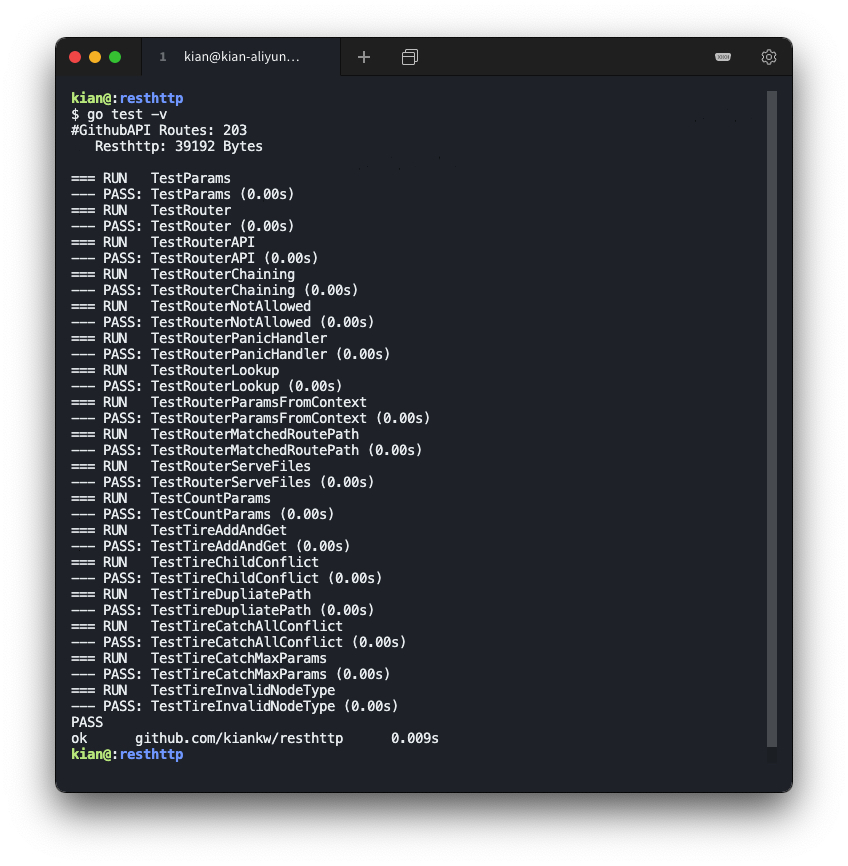 1 kian@kian-aliyun...
kian@:resthttp
$ go test -v
#GithubAPI Routes: 203
   Resthttp: 39192 Bytes

=== RUN   TestParams
--- PASS: TestParams (0.00s)
=== RUN   TestRouter
--- PASS: TestRouter (0.00s)
=== RUN   TestRouterAPI
--- PASS: TestRouterAPI (0.00s)
=== RUN   TestRouterChaining
--- PASS: TestRouterChaining (0.00s)
=== RUN   TestRouterNotAllowed
--- PASS: TestRouterNotAllowed (0.00s)
=== RUN   TestRouterPanicHandler
--- PASS: TestRouterPanicHandler (0.00s)
=== RUN   TestRouterLookup
--- PASS: TestRouterLookup (0.00s)
=== RUN   TestRouterParamsFromContext
--- PASS: TestRouterParamsFromContext (0.00s)
=== RUN   TestRouterMatchedRoutePath
--- PASS: TestRouterMatchedRoutePath (0.00s)
=== RUN   TestRouterServeFiles
--- PASS: TestRouterServeFiles (0.00s)
=== RUN   TestCountParams
--- PASS: TestCountParams (0.00s)
=== RUN   TestTireAddAndGet
--- PASS: TestTireAddAndGet (0.00s)
=== RUN   TestTireChildConflict
--- PASS: TestTireChildConflict (0.00s)
=== RUN   TestTireDupliatePath
--- PASS: TestTireDupliatePath (0.00s)
=== RUN   TestTireCatchAllConflict
--- PASS: TestTireCatchAllConflict (0.00s)
=== RUN   TestTireCatchMaxParams
--- PASS: TestTireCatchMaxParams (0.00s)
=== RUN   TestTireInvalidNodeType
--- PASS: TestTireInvalidNodeType (0.00s)
PASS
ok      github.com/kiankw/resthttp      0.009s
kian@:resthttp